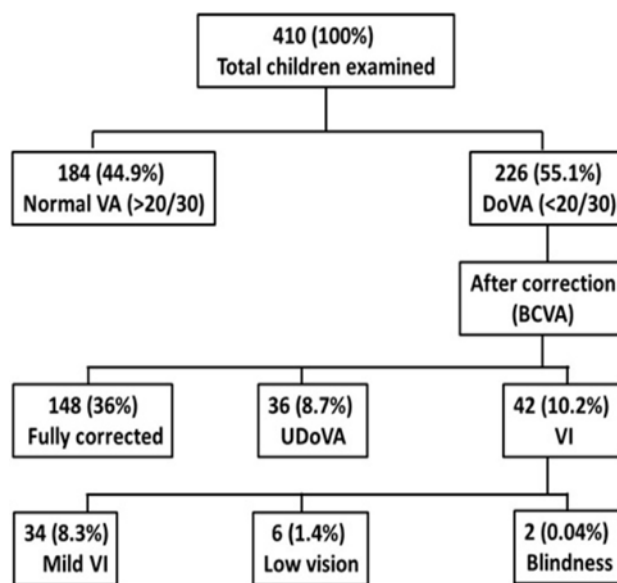 410 (100%)
Total children examined
184 (44.9%)
Normal VA (>20/30)
226 (55.1%)
DoVA (<20/30)
After correction
(BCVA)
148 (36%)
Fully corrected
36 (8.7%)
UDoVA
42 (10.2%)
VI
34 (8.3%)
Mild VI
6 (1.4%)
Low vision
2 (0.04%)
Blindness